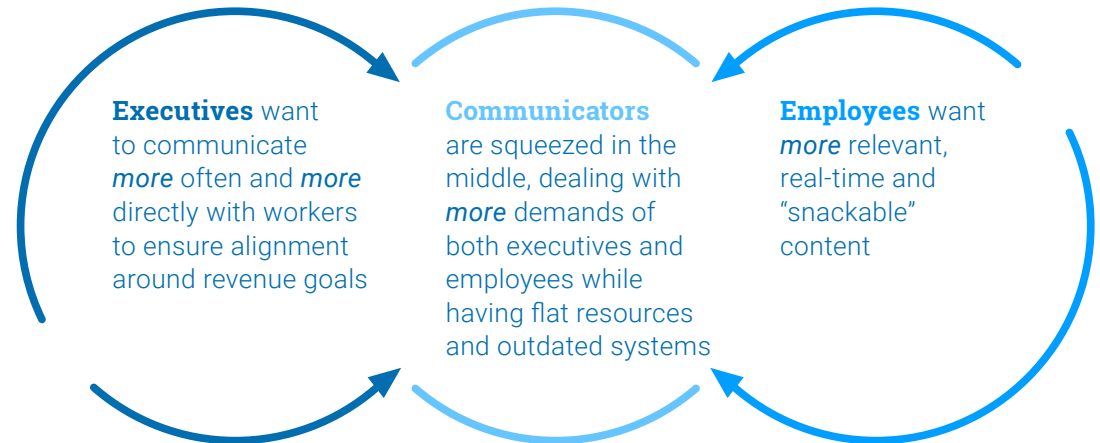 Executives want
to communicate
more often and more
directly with workers
to ensure alignment
around revenue goals
Communicators
are squeezed in the
middle, dealing with
more demands of
both executives and
employees while
having flat resources
and outdated systems
Employees want
more relevant,
real-time and
“snackable”
content